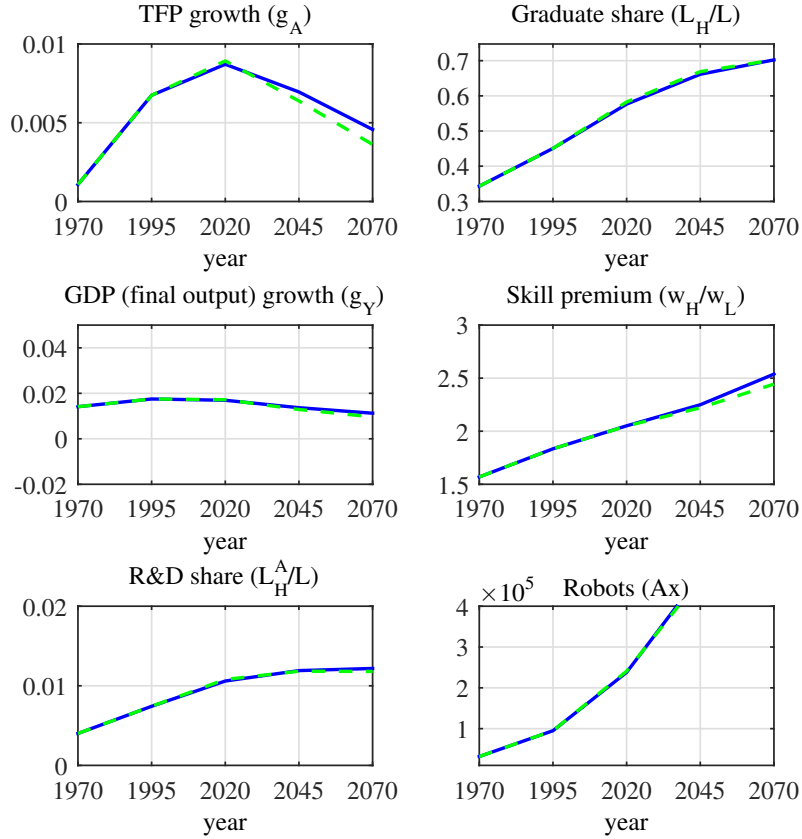 TFP growth (g_A)
0.01
0.005
0
1970 1995 2020 2045 2070
year
Graduate share (L_H/L)
0.7
0.6
0.5
0.4
0.3
1970 1995 2020 2045 2070
year
GDP (final output) growth (g_Y)
0.04
0.02
0
-0.02
1970 1995 2020 2045 2070
year
Skill premium (w_H/w_L)
3
2.5
2
1.5
1970 1995 2020 2045 2070
year
R&D share (L_H^A/L)
0.02
0.01
0
1970 1995 2020 2045 2070
year
×10^5 Robots (Ax)
4
3
2
1
1970 1995 2020 2045 2070
year